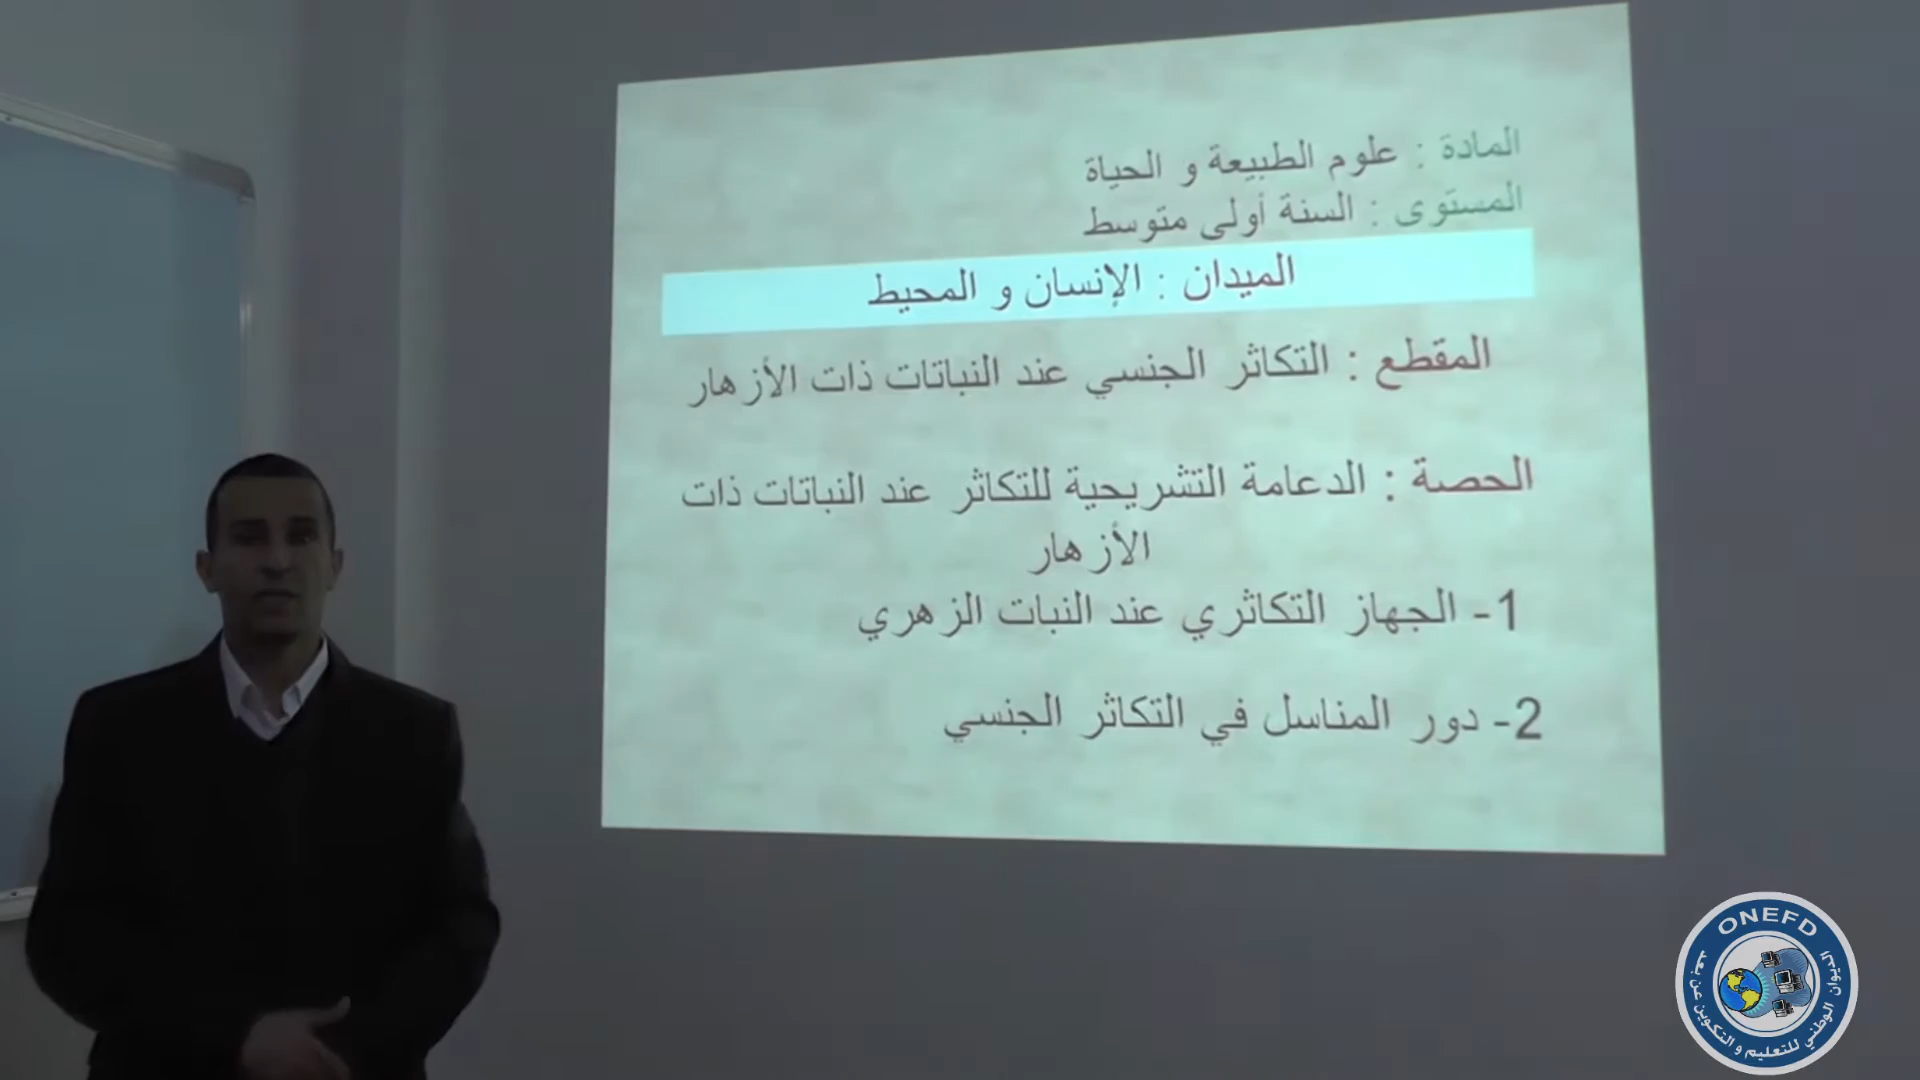 المادة : علوم الطبيعة و الحياة
المستوى : السنة أولى متوسط
الميدان : الإنسان و المحيط
المقطع : التكاثر الجنسي عند النباتات ذات الأزهار
الحصة : الدعامة التشريحية للتكاثر عند النباتات ذات
الأزهار
1- الجهاز التكاثري عند النبات الزهري
2- دور المناسل في التكاثر الجنسي
ONEFD
الديوان الوطني للتعليم و التكوين عن بعد